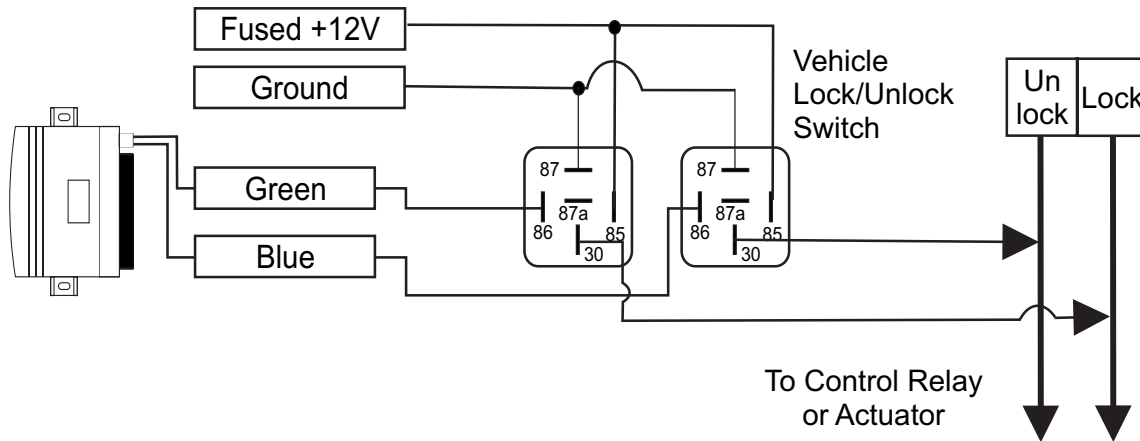 Fused +12V
Ground
Green
Blue
87
87a
86
85
30
87
87a
86
85
30
Vehicle
Lock/Unlock
Switch
Un
lock
Lock
To Control Relay
or Actuator